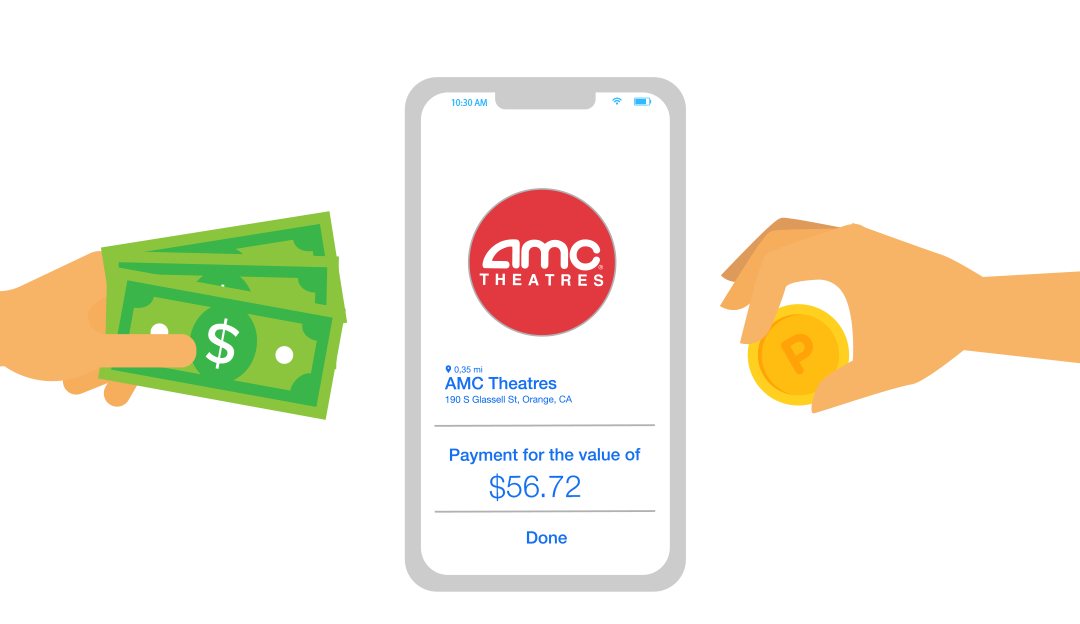 10:30 AM
amc
THEATRES
0,35 mi
AMC Theatres
190 S Glassell St, Orange, CA
Payment for the value of
$56.72
Done
$
P